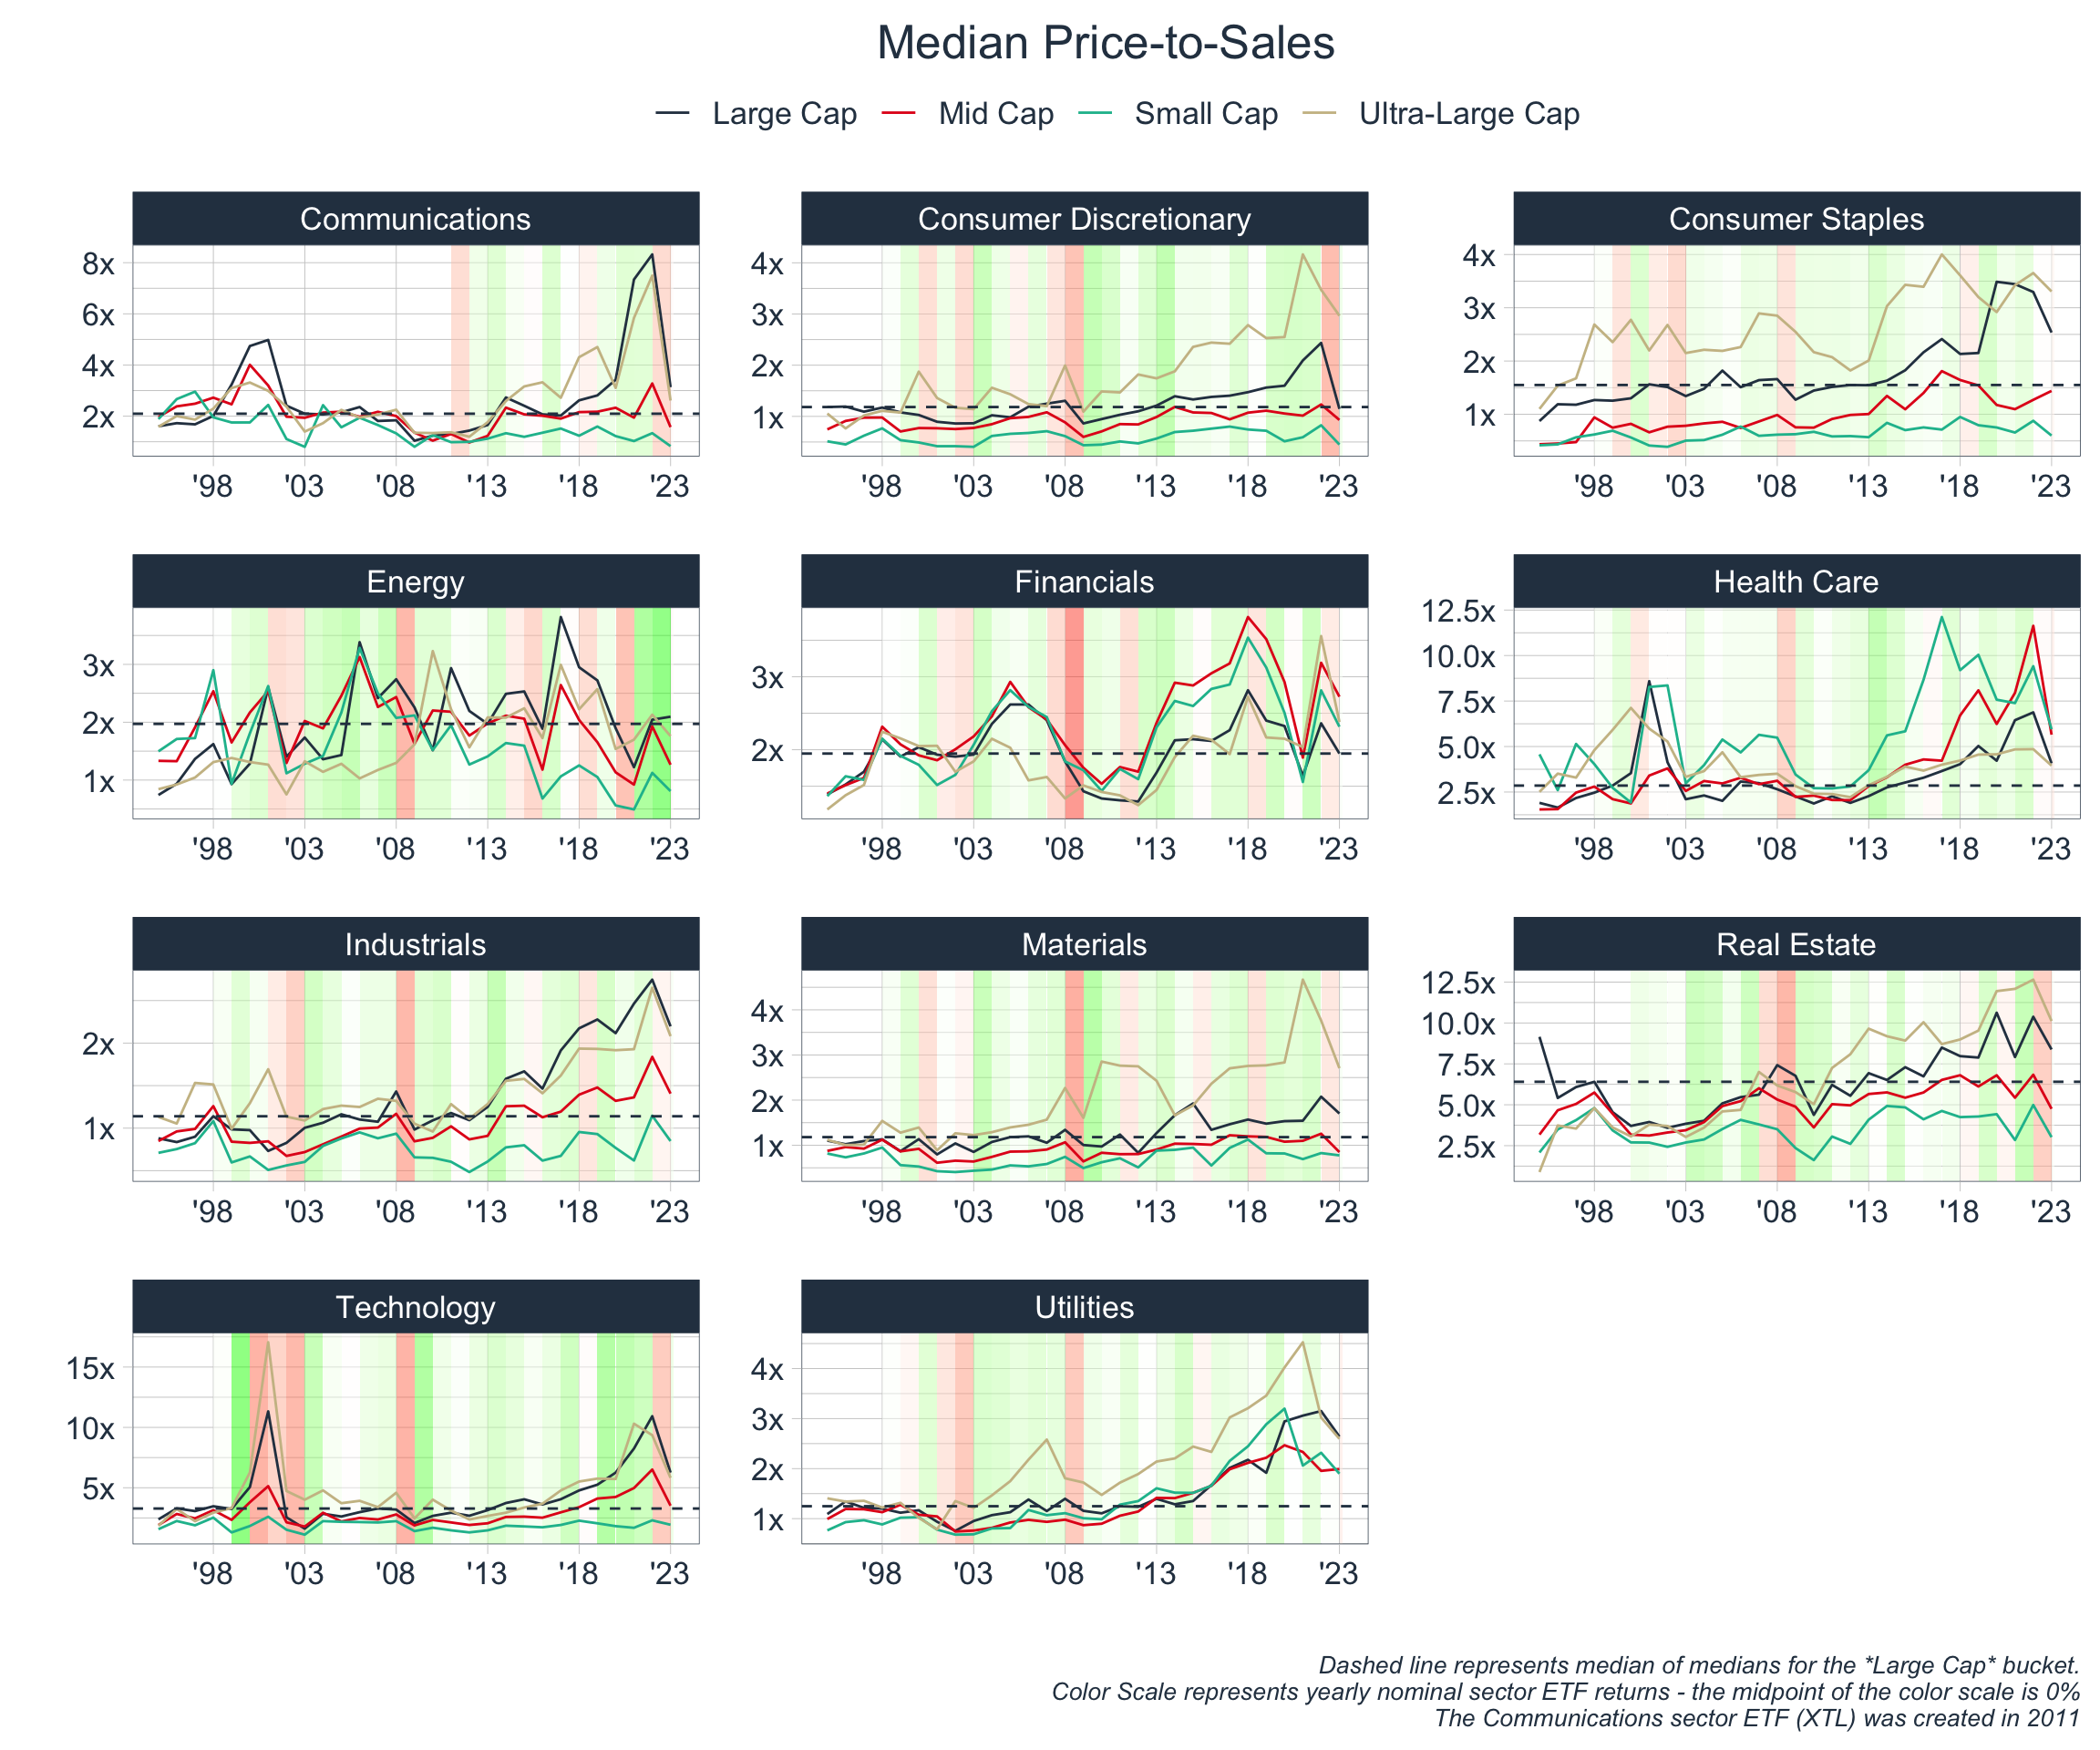 Median Price-to-Sales
Large Cap Mid Cap Small Cap Ultra-Large Cap
Communications
8x
6x
4x
2x
'98 '03 '08 '13 '18 '23
Consumer Discretionary
4x
3x
2x
1x
'98 '03 '08 '13 '18 '23
Consumer Staples
4x
3x
2x
1x
'98 '03 '08 '13 '18 '23
Energy
3x
2x
1x
'98 '03 '08 '13 '18 '23
Financials
3x
2x
'98 '03 '08 '13 '18 '23
Health Care
12.5x
10.0x
7.5x
5.0x
2.5x
'98 '03 '08 '13 '18 '23
Industrials
2x
1x
'98 '03 '08 '13 '18 '23
Materials
4x
3x
2x
1x
'98 '03 '08 '13 '18 '23
Real Estate
12.5x
10.0x
7.5x
5.0x
2.5x
'98 '03 '08 '13 '18 '23
Technology
15x
10x
5x
'98 '03 '08 '13 '18 '23
Utilities
4x
3x
2x
1x
'98 '03 '08 '13 '18 '23
Dashed line represents median of medians for the *Large Cap* bucket.
Color Scale represents yearly nominal sector ETF returns - the midpoint of the color scale is 0%
The Communications sector ETF (XTL) was created in 2011